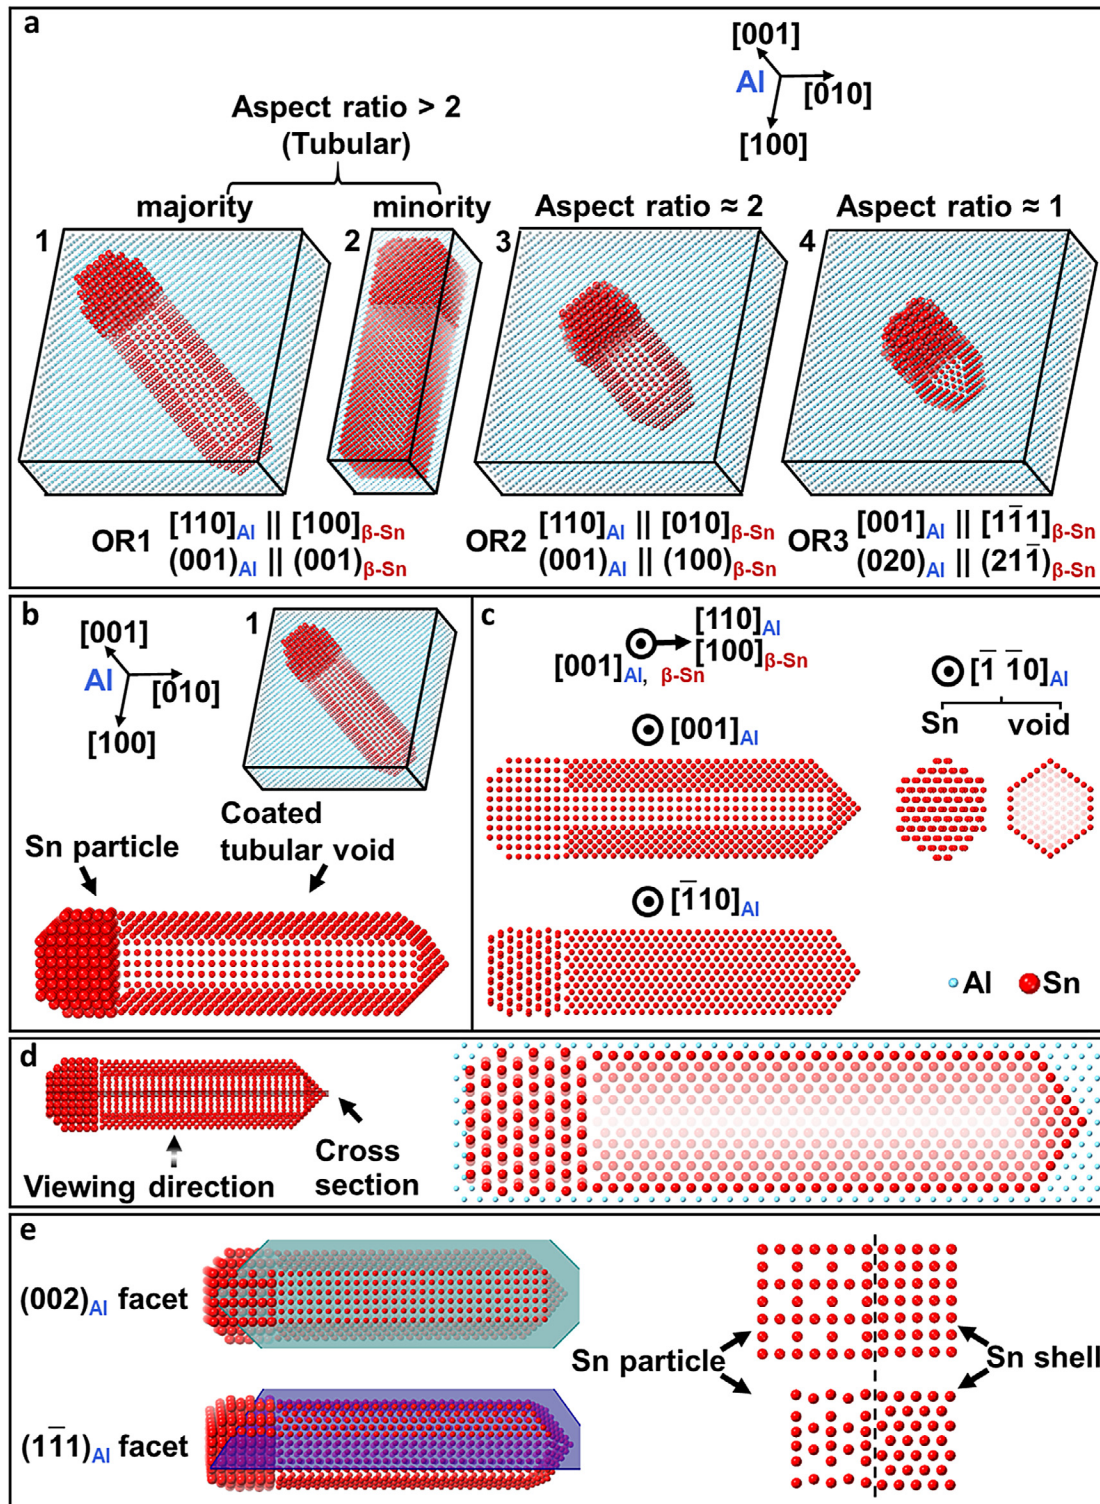 a
[001]
Al
[010]
[100]
Aspect ratio > 2
(Tubular)
majority
minority
Aspect ratio ≈ 2
Aspect ratio ≈ 1
1
2
3
4
OR1 [110]Al || [100]β-Sn
(001)Al || (001)β-Sn
OR2 [110]Al || [010]β-Sn
(001)Al || (100)β-Sn
OR3 [001]Al || [11̅1]β-Sn
(020)Al || (211̅)β-Sn
b
[001]
Al
[010]
[100]
1
Sn particle
Coated
tubular void
c
[110]Al
[001]Al, β-Sn [100]β-Sn
[001]Al
[1̅ 1̅0]Al
Sn void
[1̅10]Al
Al Sn
d
Viewing direction
Cross
section
e
(002)Al facet
(11̅1)Al facet
Sn particle
Sn shell